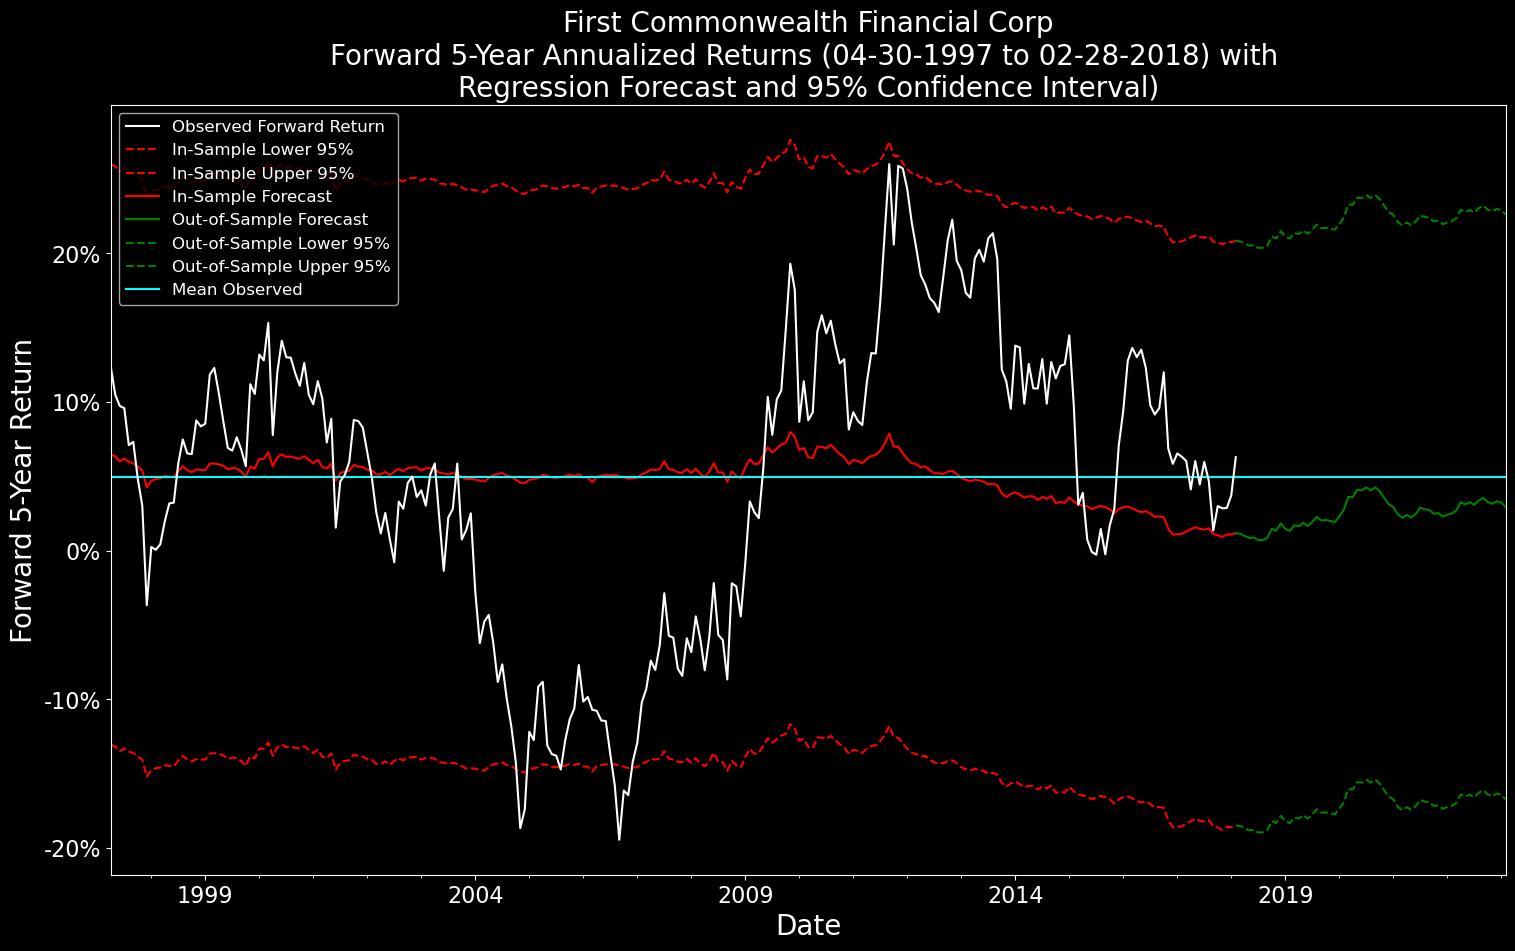 First Commonwealth Financial Corp
Forward 5-Year Annualized Returns (04-30-1997 to 02-28-2018) with
Regression Forecast and 95% Confidence Interval)
Observed Forward Return
In-Sample Lower 95%
In-Sample Upper 95%
In-Sample Forecast
Out-of-Sample Forecast
Out-of-Sample Lower 95%
Out-of-Sample Upper 95%
Mean Observed
Forward 5-Year Return
20%
10%
0%
-10%
-20%
1999 2004 2009 2014 2019
Date